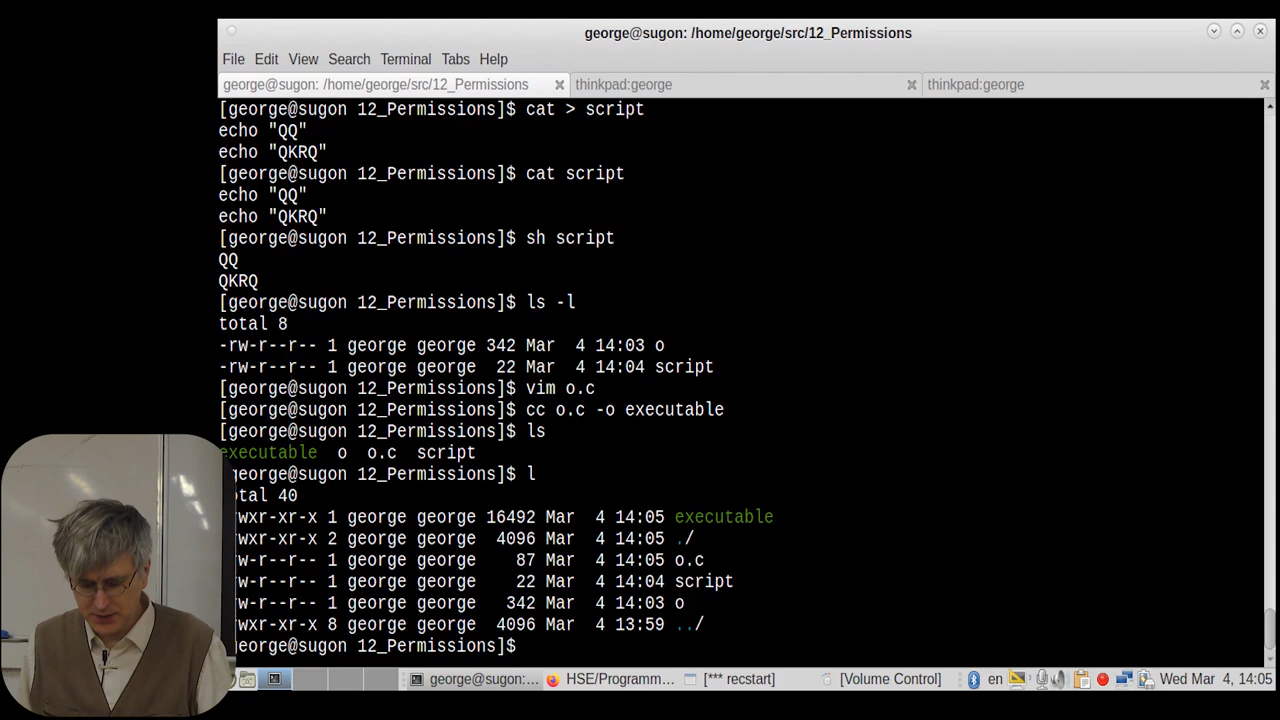 george@sugon: /home/george/src/12_Permissions
File Edit View Search Terminal Tabs Help
george@sugon: /home/george/src/12_Permissions thinkpad:george thinkpad:george
[george@sugon 12_Permissions]$ cat > script
echo "QQ"
echo "QKRQ"
[george@sugon 12_Permissions]$ cat script
echo "QQ"
echo "QKRQ"
[george@sugon 12_Permissions]$ sh script
QQ
QKRQ
[george@sugon 12_Permissions]$ ls -l
total 8
-rw-r--r-- 1 george george 342 Mar  4 14:03 o
-rw-r--r-- 1 george george  22 Mar  4 14:04 script
[george@sugon 12_Permissions]$ vim o.c
[george@sugon 12_Permissions]$ cc o.c -o executable
[george@sugon 12_Permissions]$ ls
executable  o  o.c  script
george@sugon 12_Permissions]$ l
otal 40
rwxr-xr-x 1 george george 16492 Mar  4 14:05 executable
rwxr-xr-x 2 george george  4096 Mar  4 14:05 ./
rw-r--r-- 1 george george    87 Mar  4 14:05 o.c
rw-r--r-- 1 george george    22 Mar  4 14:04 script
rw-r--r-- 1 george george   342 Mar  4 14:03 o
rwxr-xr-x 8 george george  4096 Mar  4 13:59 ../
george@sugon 12_Permissions]$
george@sugon:... HSE/Programm... [*** recstart] [Volume Control] en Wed Mar 4, 14:05